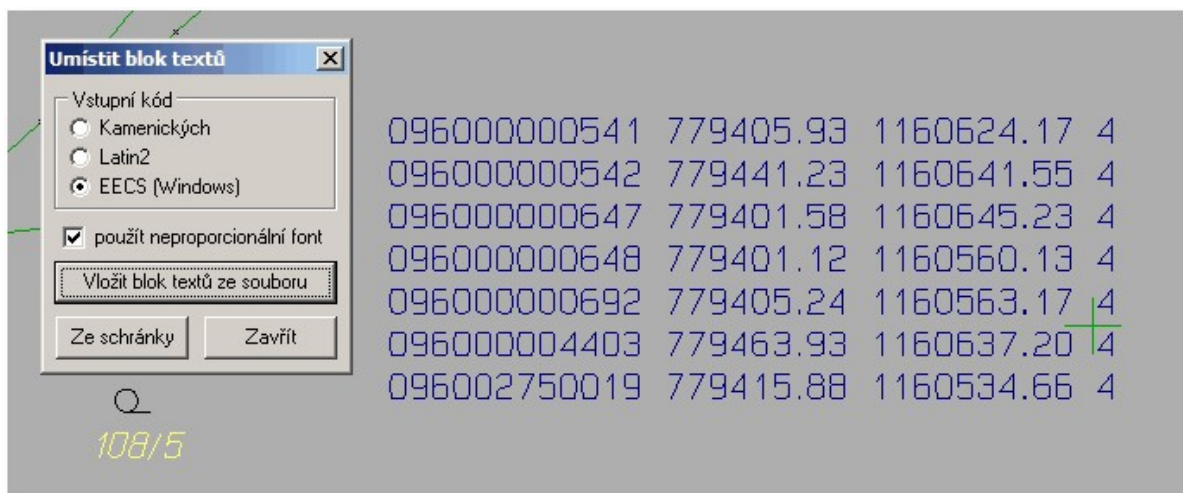 Umístit blok textů
Vstupní kód
Kamenických
Latin2
EECS (Windows)
použít neproporcionální font
Vložit blok textů ze souboru
Ze schránky
Zavřít
096000000541 779405.93 1160624.17 4
096000000542 779441.23 1160641.55 4
096000000647 779401.58 1160645.23 4
096000000648 779401.12 1160560.13 4
096000000692 779405.24 1160563.17 4
096000004403 779463.93 1160637.20 4
096002750019 779415.88 1160534.66 4
108/5